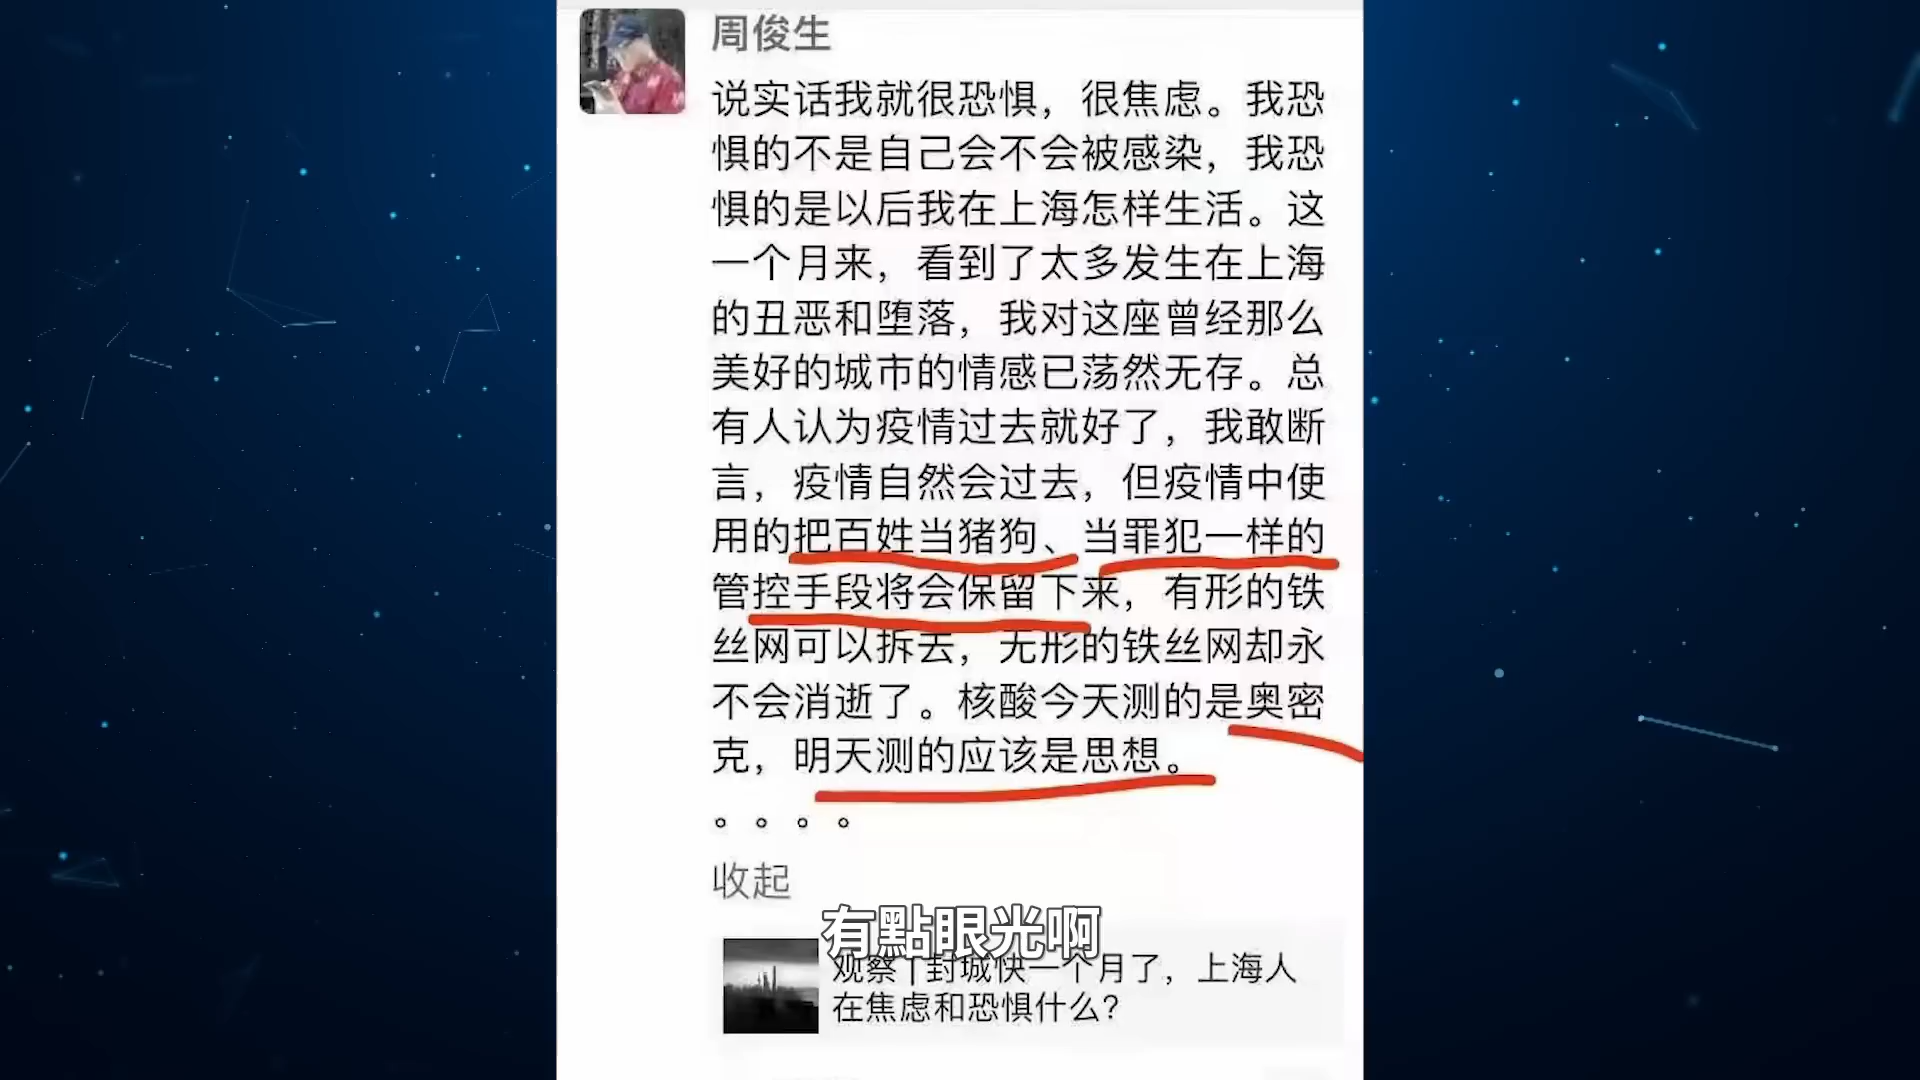 周俊生
说实话我就很恐惧，很焦虑。我恐
惧的不是自己会不会被感染，我恐
惧的是以后我在上海怎样生活。这
一个月来，看到了太多发生在上海
的丑恶和堕落，我对这座曾经那么
美好的城市的情感已荡然无存。总
有人认为疫情过去就好了，我敢断
言，疫情自然会过去，但疫情中使
用的把百姓当猪狗、当罪犯一样的
管控手段将会保留下来，有形的铁
丝网可以拆去，无形的铁丝网却永
不会消逝了。核酸今天测的是奥密
克，明天测的应该是思想。
。。。。
收起
有點眼光啊
观察|封城快一个月了，上海人
在焦虑和恐惧什么？